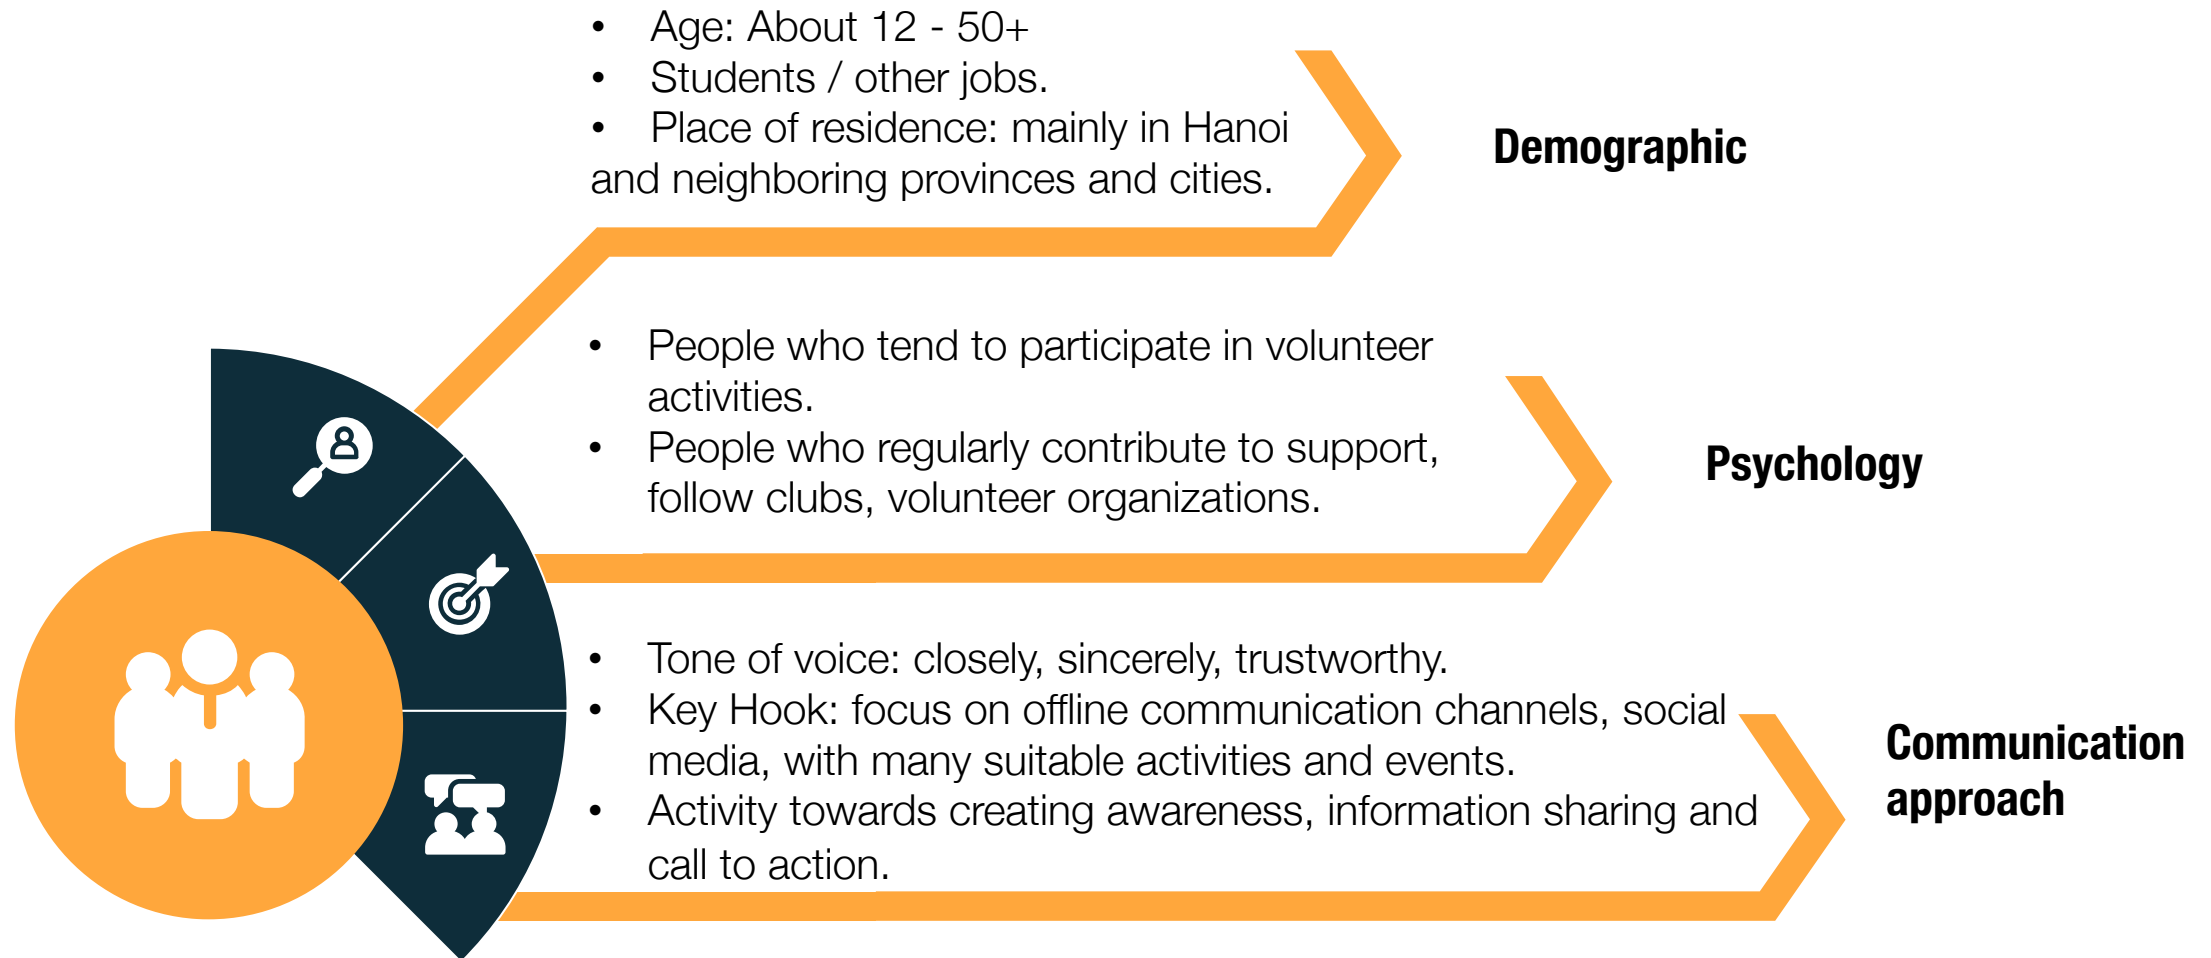 • Age: About 12 - 50+
• Students / other jobs.
• Place of residence: mainly in Hanoi
and neighboring provinces and cities.
Demographic
• People who tend to participate in volunteer
activities.
• People who regularly contribute to support,
follow clubs, volunteer organizations.
Psychology
• Tone of voice: closely, sincerely, trustworthy.
• Key Hook: focus on offline communication channels, social
media, with many suitable activities and events.
• Activity towards creating awareness, information sharing and
call to action.
Communication
approach